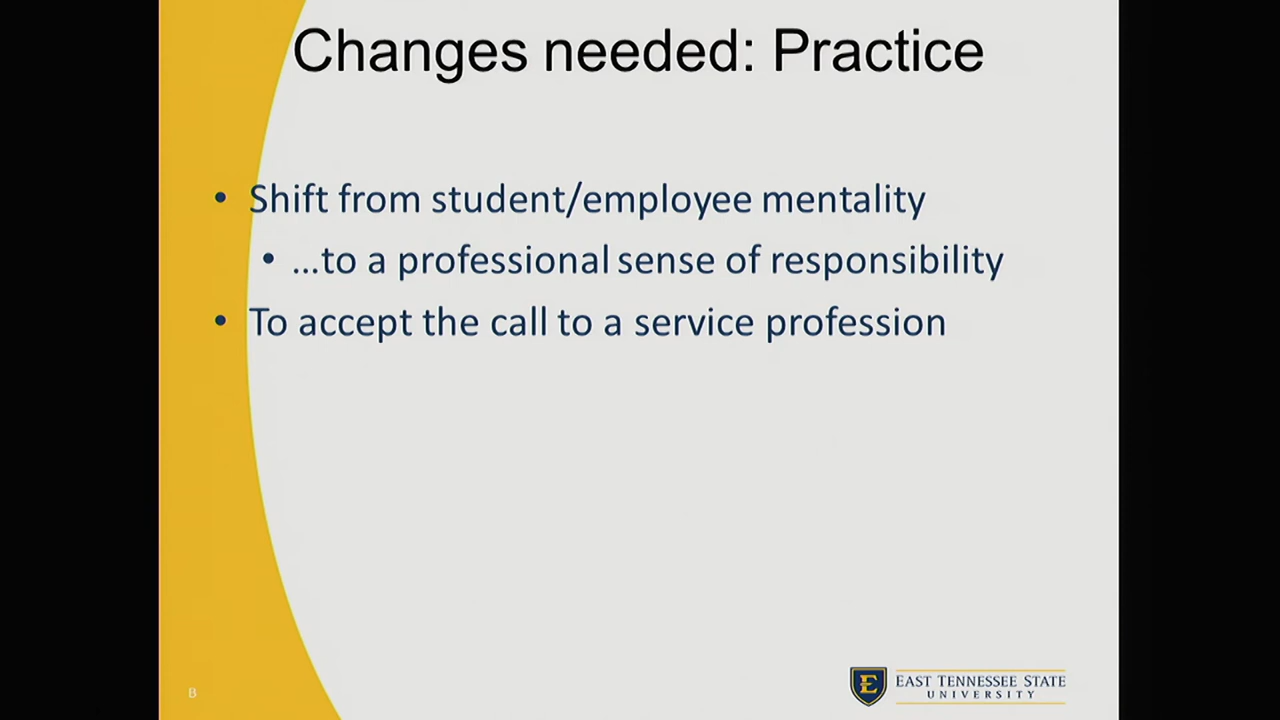 Changes needed: Practice
• Shift from student/employee mentality
• ...to a professional sense of responsibility
• To accept the call to a service profession
B
E
EAST TENNESSEE STATE
UNIVERSITY